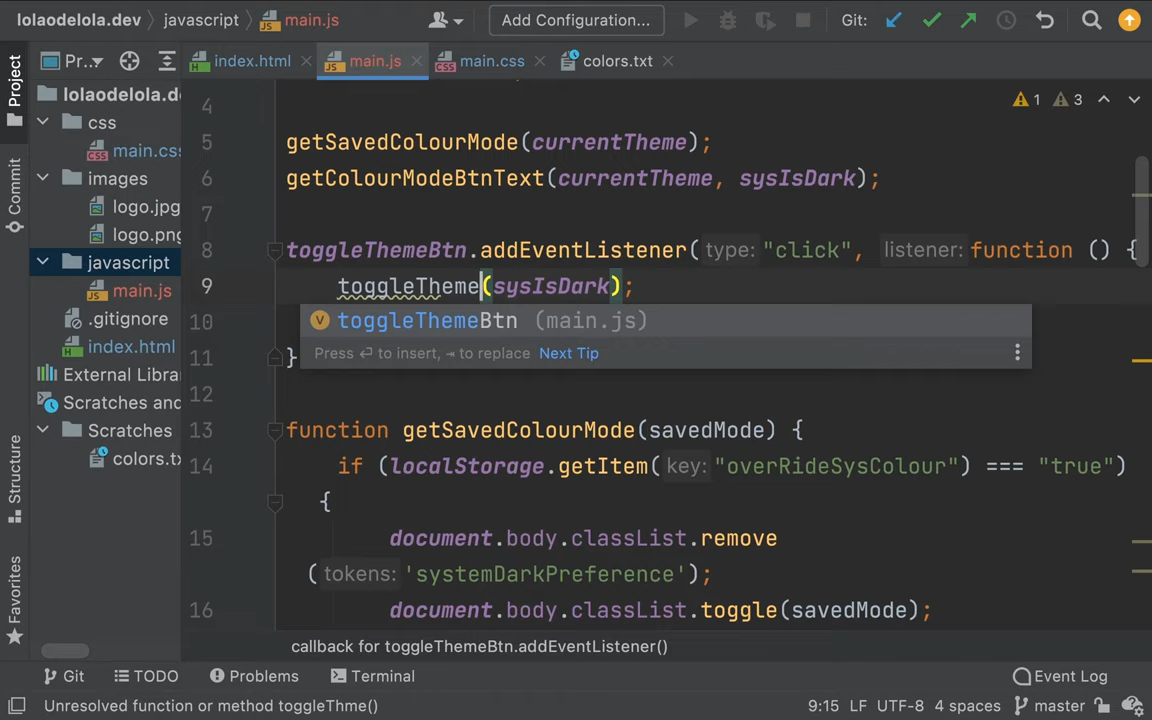 lolaodelola.dev javascript main.js Add Configuration... Git:
Project Pr... index.html main.js main.css colors.txt
lolaodelola.d
css
main.css
images
logo.jpg
logo.png
javascript
main.js
.gitignore
index.html
External Libra
Scratches and
Scratches
colors.tx
Commit
Structure
Favorites
1 3
4
5 getSavedColourMode(currentTheme);
6 getColourModeBtnText(currentTheme, sysIsDark);
7
8 toggleThemeBtn.addEventListener( type: "click", listener: function () {
9 toggleTheme(sysIsDark);
toggleThemeBtn (main.js)
Press ⏎ to insert, ⇥ to replace Next Tip
10
11 }
12
13 function getSavedColourMode(savedMode) {
14 if (localStorage.getItem( key: "overRideSysColour") === "true")
{
15 document.body.classList.remove
( tokens: 'systemDarkPreference');
16 document.body.classList.toggle(savedMode);
callback for toggleThemeBtn.addEventListener()
Git TODO Problems Terminal Event Log
Unresolved function or method toggleThme() 9:15 LF UTF-8 4 spaces master